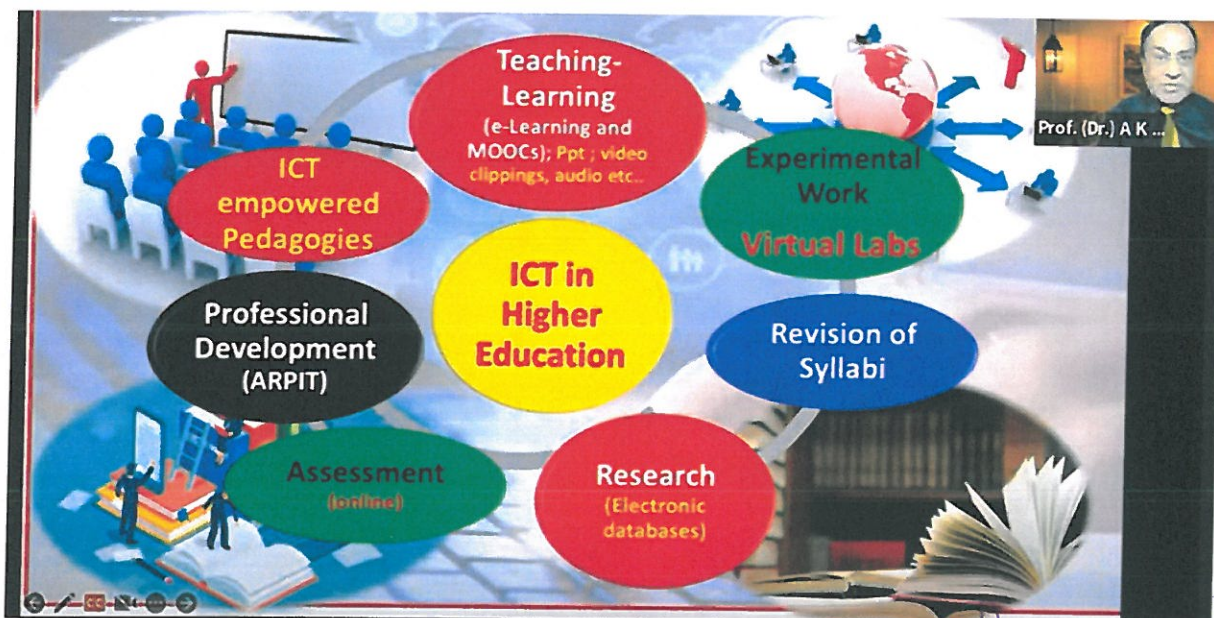 Teaching-
Learning
(e-Learning and
MOOCs); Ppt ; video
clippings, audio etc..
Experimental
Work
Virtual Labs
Revision of
Syllabi
Research
(Electronic
databases)
Assessment
(online)
Professional
Development
(ARPIT)
ICT
empowered
Pedagogies
ICT in
Higher
Education
Prof. (Dr.) A K ...
CC